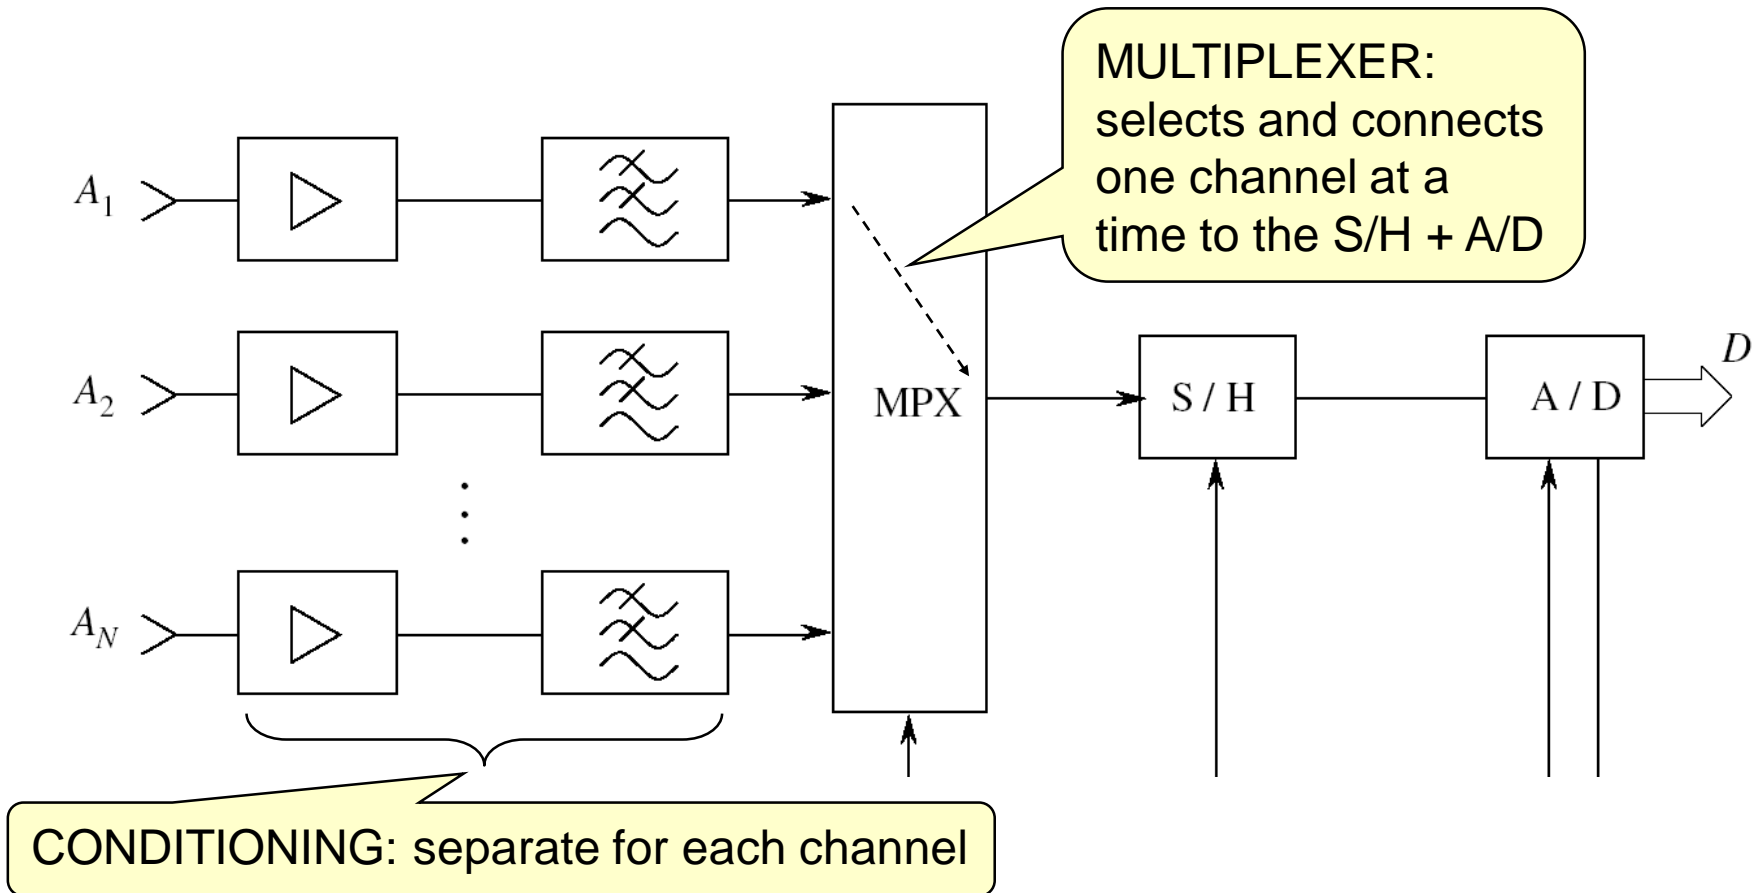 MULTIPLEXER:
selects and connects
one channel at a
time to the S/H + A/D
A1
A2
AN
MPX
S / H
A / D
D
CONDITIONING: separate for each channel